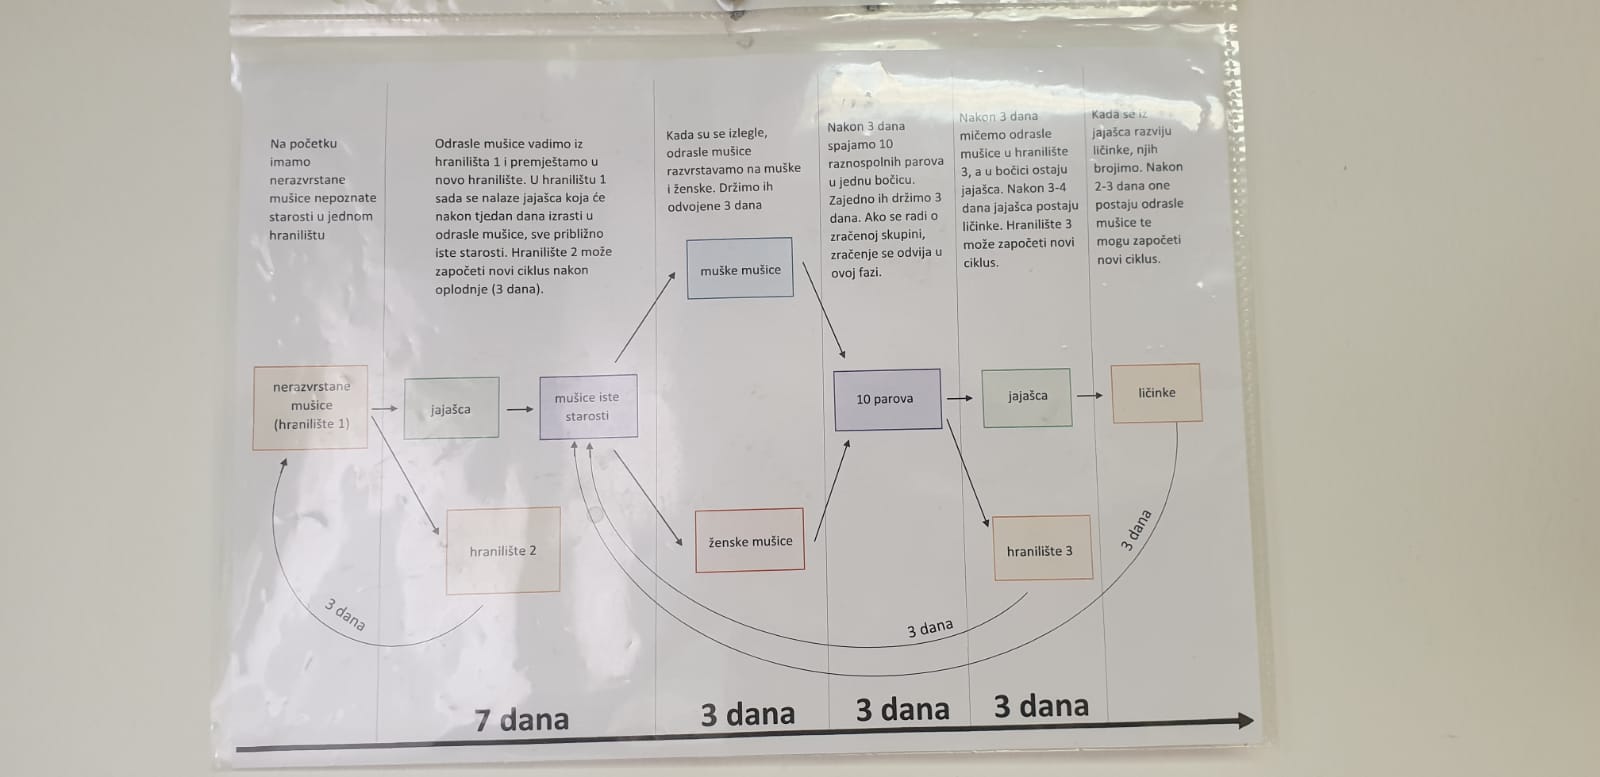 Na početku
imamo
nerazvrstane
mušice nepoznate
starosti u jednom
hranilištu
Odrasle mušice vadimo iz
hranilišta 1 i premještamo u
novo hranilište. U hranilištu 1
sada se nalaze jajašca koja će
nakon tjedan dana izrasti u
odrasle mušice, sve približno
iste starosti. Hranilište 2 može
započeti novi ciklus nakon
oplodnje (3 dana).
Kada su se izlegle,
odrasle mušice
razvrstavamo na muške
i ženske. Držimo ih
odvojene 3 dana
Nakon 3 dana
spajamo 10
raznospolnih parova
u jednu bočicu.
Zajedno ih držimo 3
dana. Ako se radi o
zračenoj skupini,
zračenje se odvija u
ovoj fazi.
Nakon 3 dana
mičemo odrasle
mušice u hranilište
3, a u bočici ostaju
jajašca. Nakon 3-4
dana jajašca postaju
ličinke. Hranilište 3
može započeti novi
ciklus.
Kada se iz
jajašca razviju
ličinke, njih
brojimo. Nakon
2-3 dana one
postaju odrasle
mušice te
mogu započeti
novi ciklus.
muške mušice
nerazvrstane
mušice
(hranilište 1)
jajašca
mušice iste
starosti
10 parova
jajašca
ličinke
hranilište 2
ženske mušice
hranilište 3
3 dana
3 dana
3 dana
7 dana
3 dana
3 dana
3 dana